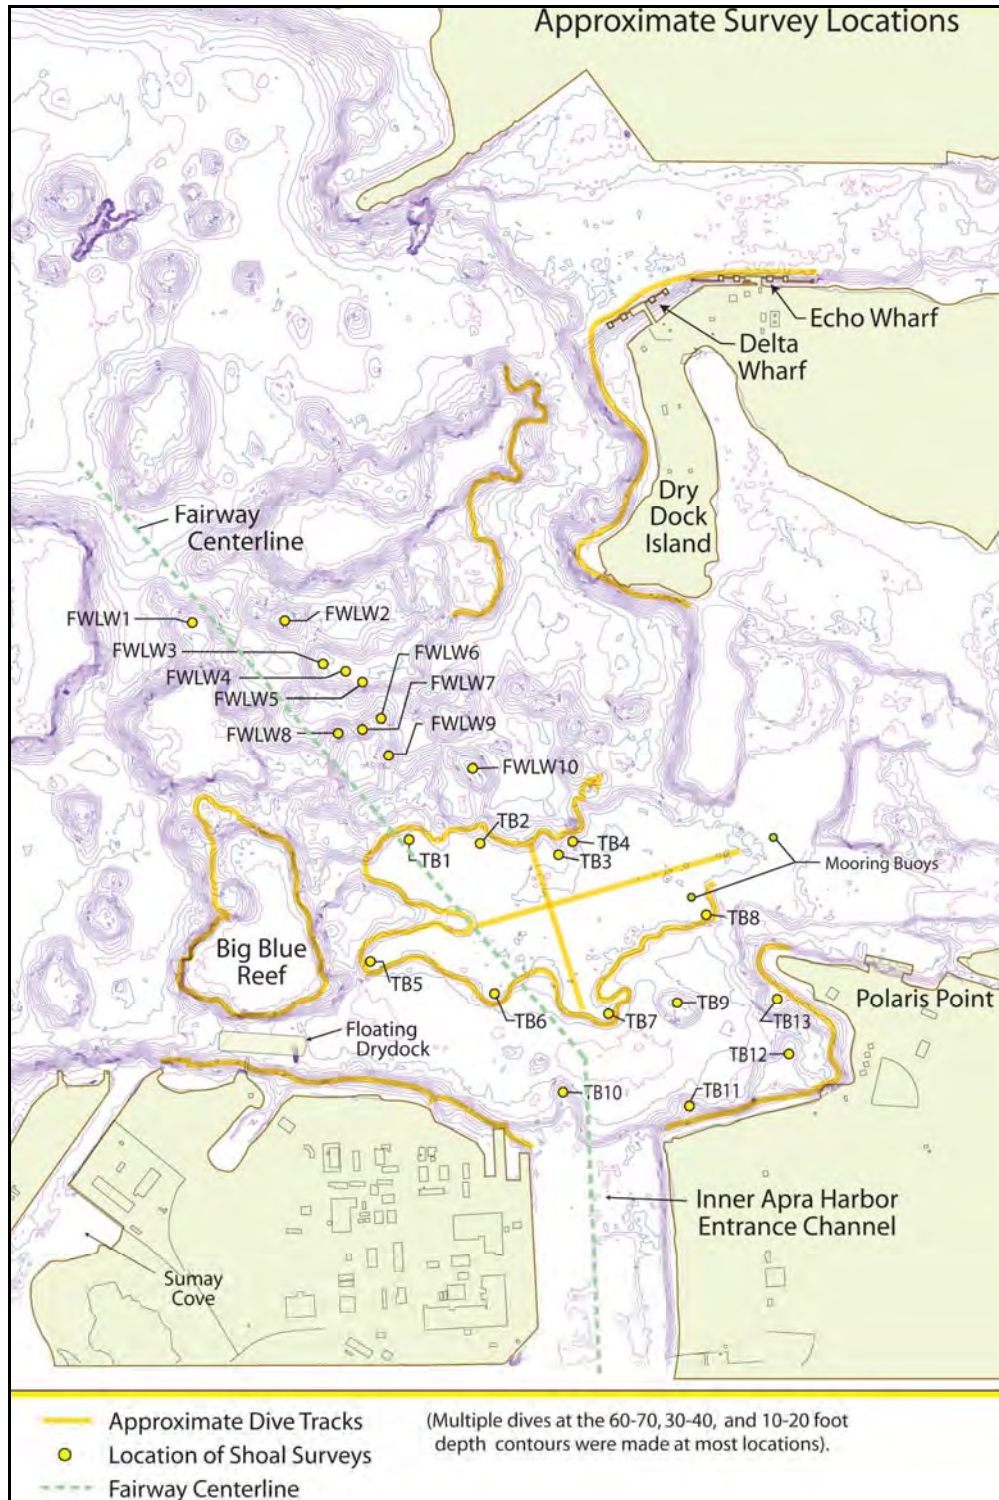 Approximate Survey Locations
Echo Wharf
Delta
Wharf
Dry
Dock
Island
Fairway
Centerline
FWLW1
FWLW2
FWLW3
FWLW4
FWLW5
FWLW6
FWLW7
FWLW8
FWLW9
FWLW10
TB2
TB1
TB4
TB3
Mooring Buoys
TB8
Big Blue
Reef
TB5
TB6
TB7
TB9
Polaris Point
TB13
Floating
Drydock
TB12
TB10
TB11
Inner Apra Harbor
Entrance Channel
Sumay
Cove
Approximate Dive Tracks
Location of Shoal Surveys
Fairway Centerline
(Multiple dives at the 60-70, 30-40, and 10-20 foot
depth contours were made at most locations).